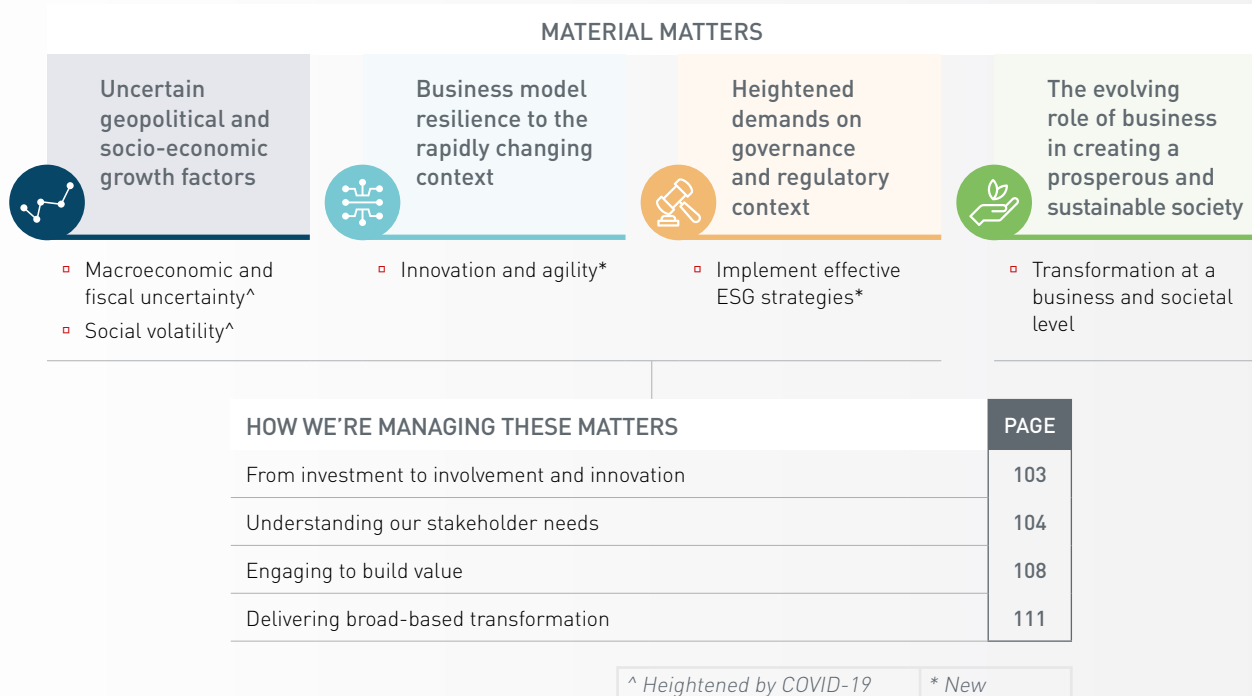 MATERIAL MATTERS
Uncertain
geopolitical and
socio-economic
growth factors
▫ Macroeconomic and
fiscal uncertainty^
▫ Social volatility^
Business model
resilience to the
rapidly changing
context
▫ Innovation and agility*
Heightened
demands on
governance
and regulatory
context
▫ Implement effective
ESG strategies*
The evolving
role of business
in creating a
prosperous and
sustainable society
▫ Transformation at a
business and societal
level
HOW WE’RE MANAGING THESE MATTERS PAGE
From investment to involvement and innovation 103
Understanding our stakeholder needs 104
Engaging to build value 108
Delivering broad-based transformation 111
^ Heightened by COVID-19 * New